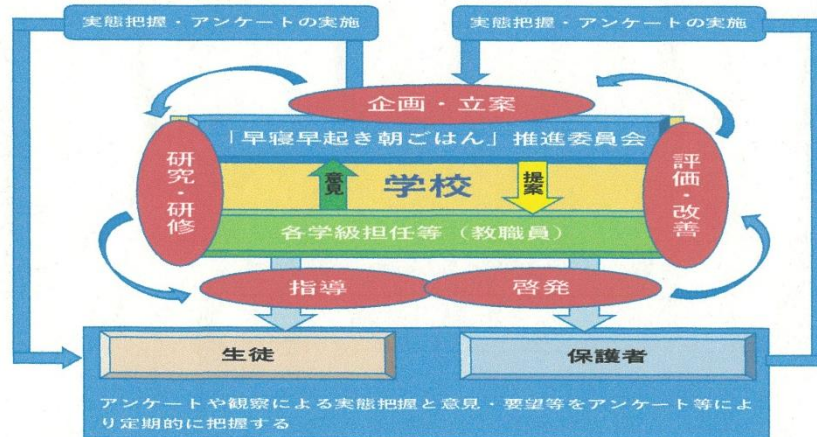 実態把握・アンケートの実施
実態把握・アンケートの実施
企画・立案
「早寝早起き朝ごはん」推進委員会
研究・研修
意見
学校
提案
評価・改善
各学級担任等（教職員）
指導
啓発
生徒
保護者
アンケートや観察による実態把握と意見・要望等をアンケート等によ
り定期的に把握する